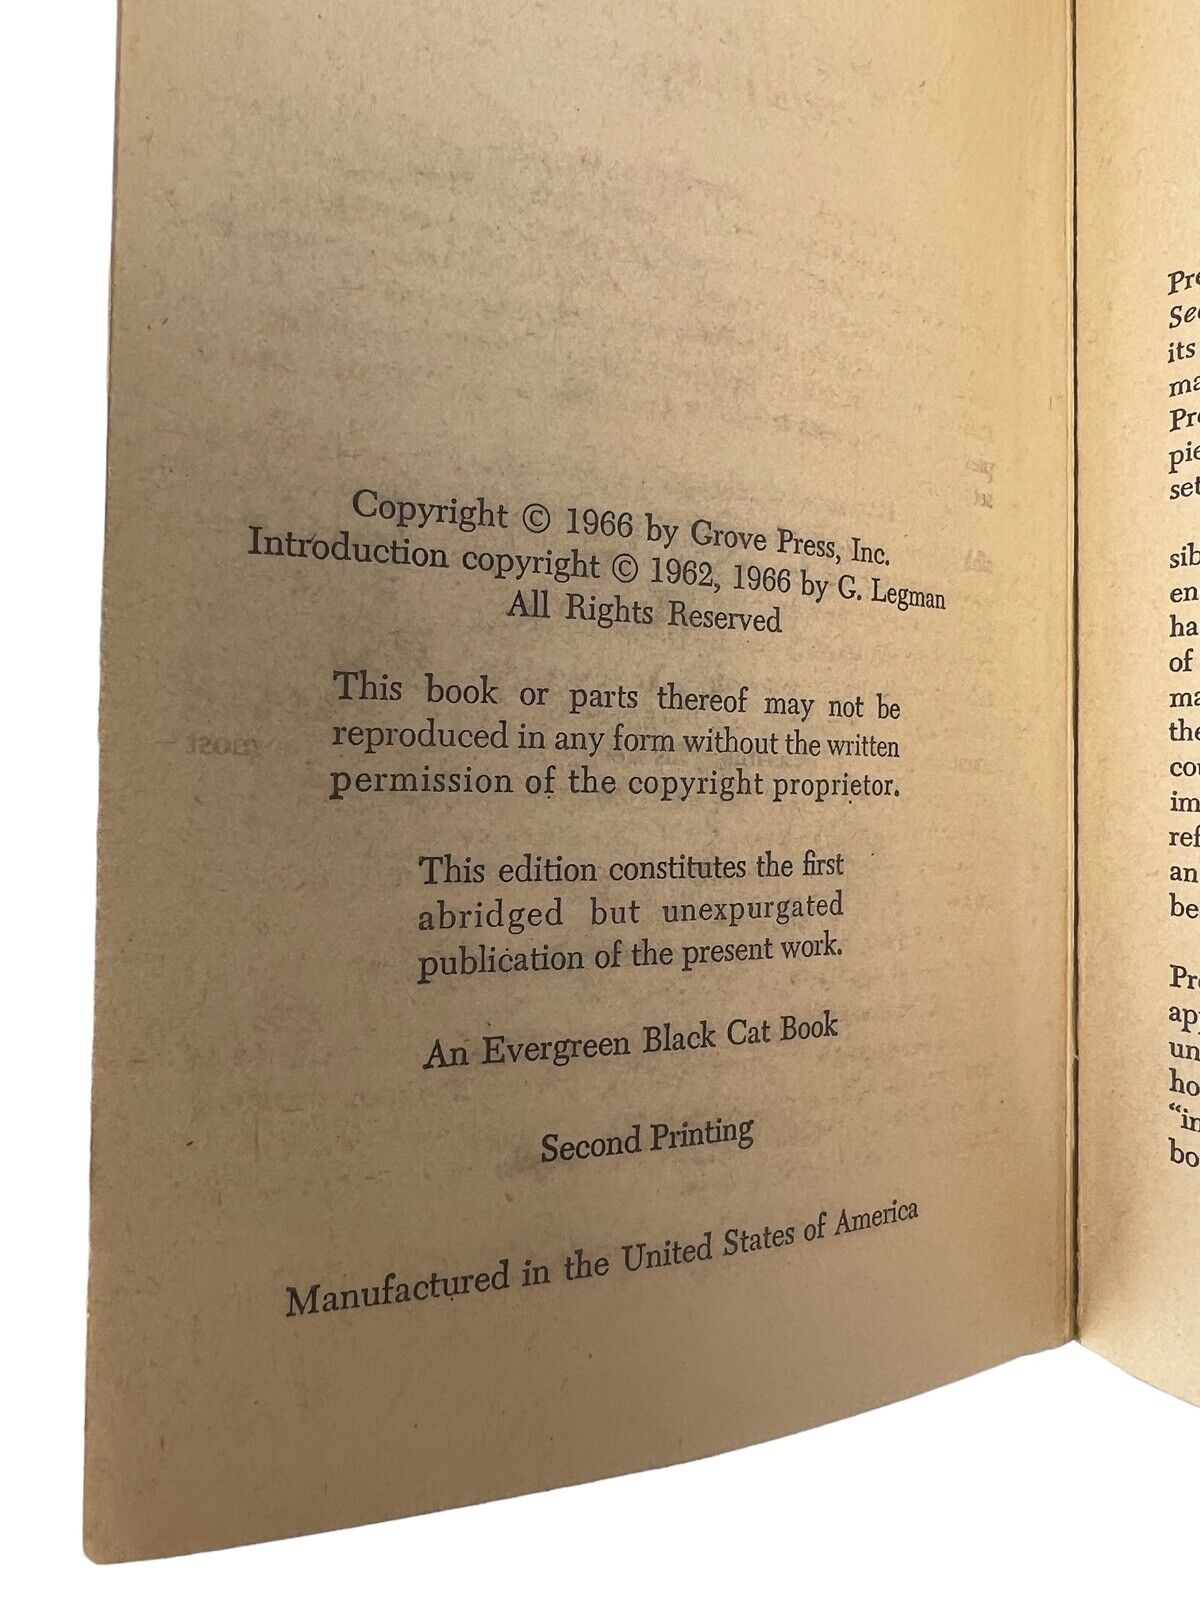 Copyright © 1966 by Grove Press, Inc.
Introduction copyright © 1962, 1966 by G. Legman
All Rights Reserved
This book or parts thereof may not be
reproduced in any form without the written
permission of the copyright proprietor.
This edition constitutes the first
abridged but unexpurgated
publication of the present work.
An Evergreen Black Cat Book
Second Printing
Manufactured in the United States of America
its
of